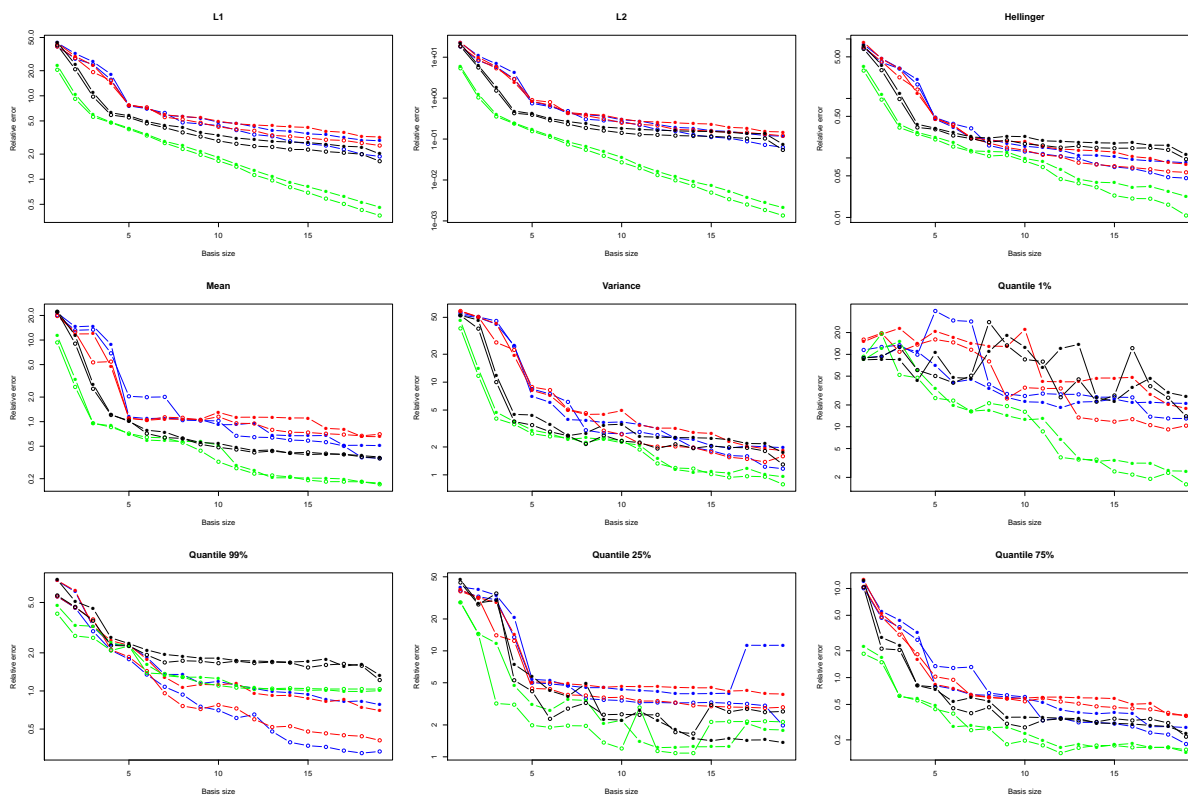 L1
Relative error
50.0
20.0
10.0
5.0
2.0
1.0
0.5
5
10
15
Basis size
L2
Relative error
1e+01
1e+00
1e-01
1e-02
1e-03
5
10
15
Basis size
Hellinger
Relative error
5.00
0.50
0.05
0.01
5
10
15
Basis size
Mean
Relative error
20.0
10.0
5.0
2.0
1.0
0.5
0.2
5
10
15
Basis size
Variance
Relative error
50
20
10
5
2
1
5
10
15
Basis size
Quantile 1%
Relative error
200
100
50
20
10
5
2
5
10
15
Basis size
Quantile 99%
Relative error
5.0
2.0
1.0
0.5
5
10
15
Basis size
Quantile 25%
Relative error
50
20
10
5
2
1
5
10
15
Basis size
Quantile 75%
Relative error
10.0
5.0
2.0
1.0
0.5
0.2
5
10
15
Basis size